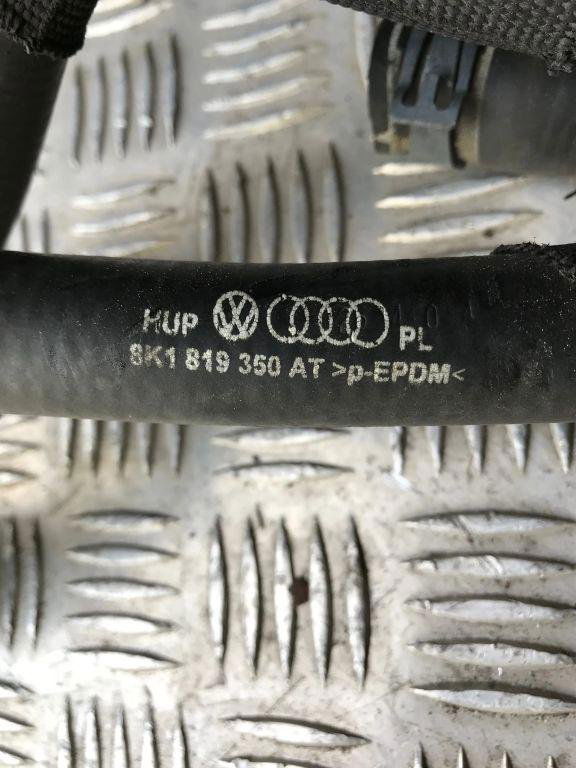 HUP PL
8K1 819 350 AT >p-EPDM<